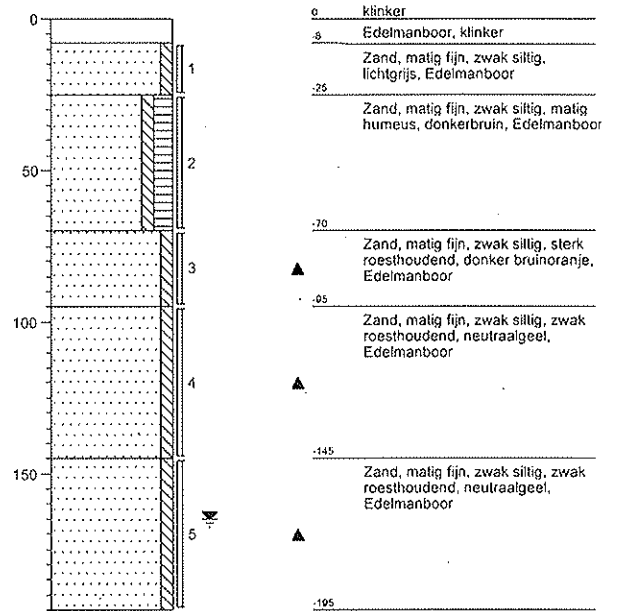 0
50
100
150
1
2
3
4
5
0 klinker
-8 Edelmanboor, klinker
Zand, matig fijn, zwak siltig,
lichtgrijs, Edelmanboor
-25
Zand, matig fijn, zwak siltig, matig
humeus, donkerbruin, Edelmanboor
-70
Zand, matig fijn, zwak siltig, sterk
roesthoudend, donker bruinoranje,
Edelmanboor
-95
Zand, matig fijn, zwak siltig, zwak
roesthoudend, neutraalgeel,
Edelmanboor
-145
Zand, matig fijn, zwak siltig, zwak
roesthoudend, neutraalgeel,
Edelmanboor
-195